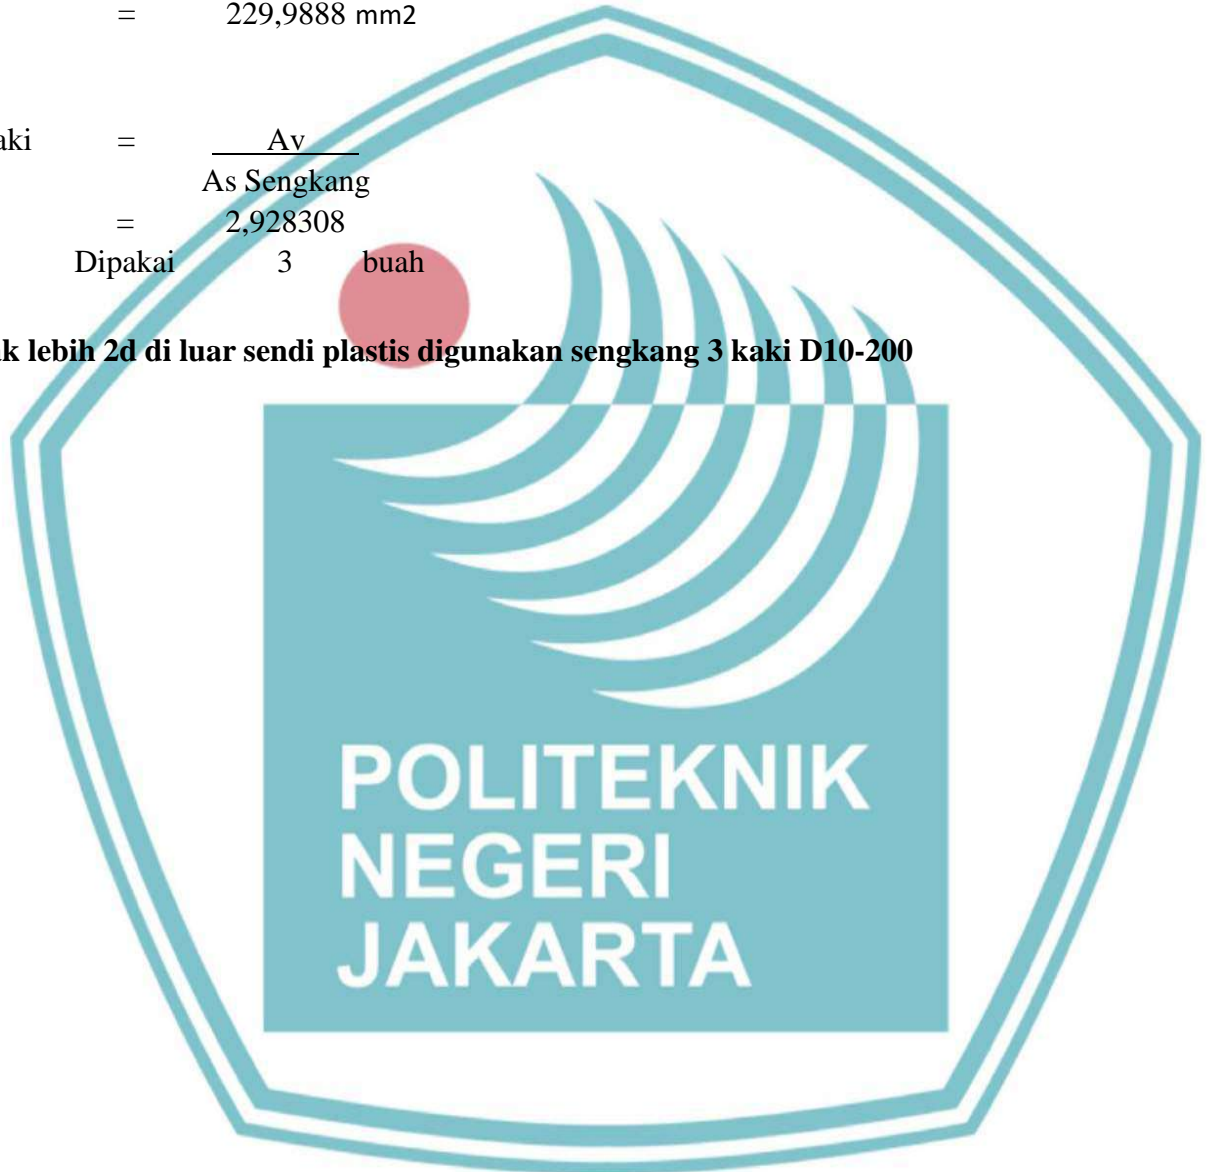 = 229,9888 mm2
aki = Av
As Sengkang
= 2,928308
Dipakai 3 buah
k lebih 2d di luar sendi plastis digunakan sengkang 3 kaki D10-200
POLITEKNIK
NEGERI
JAKARTA